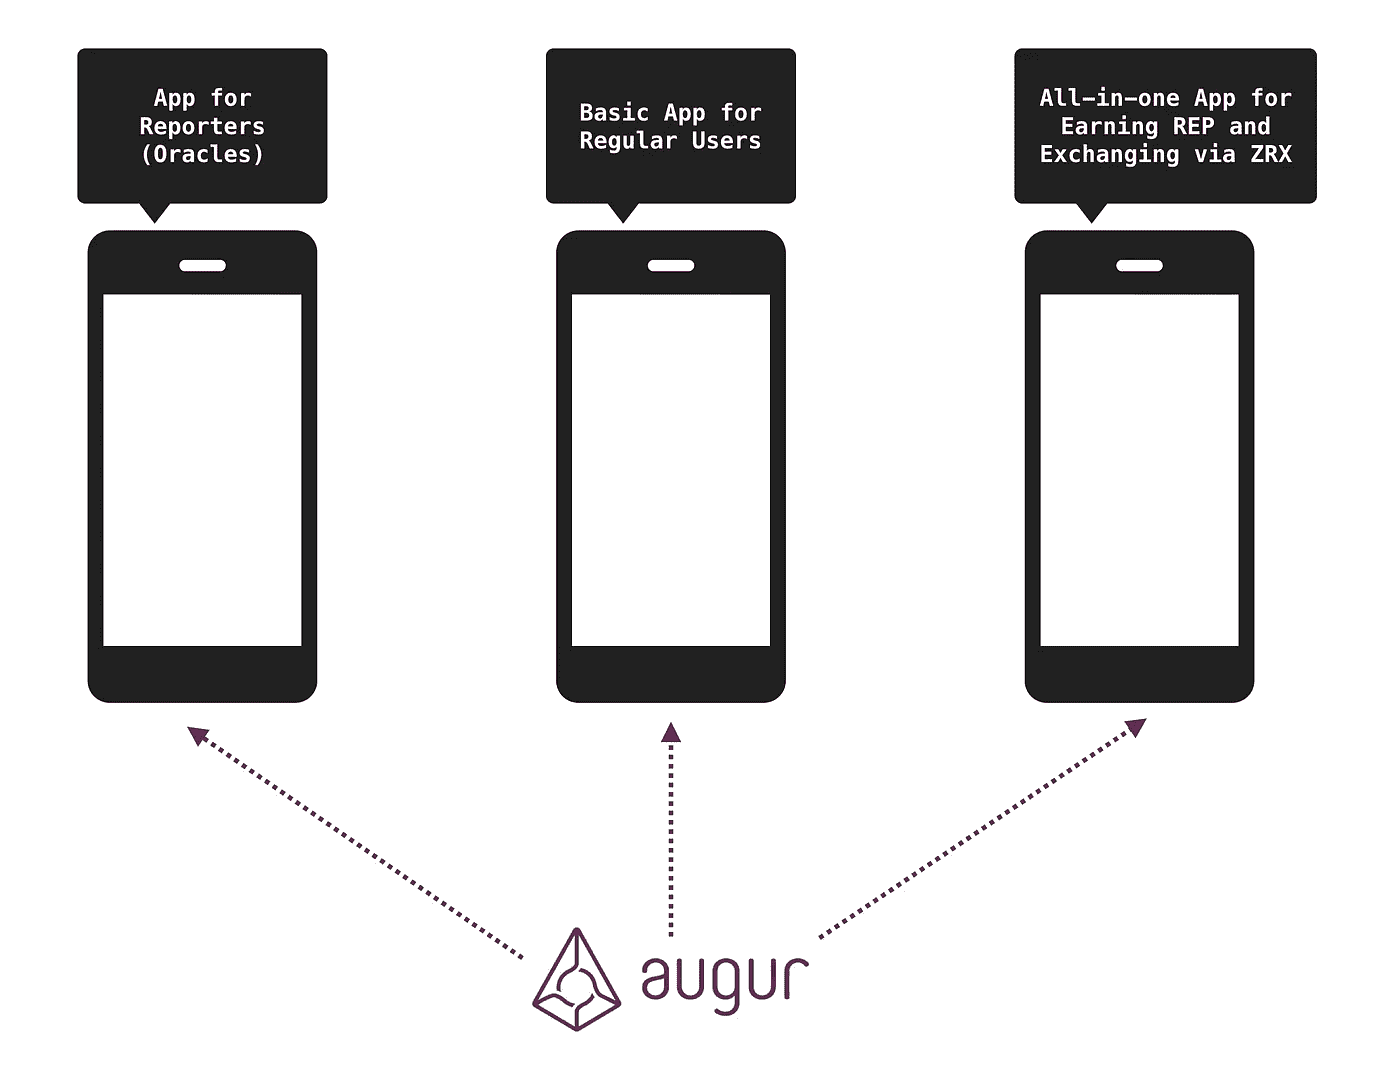 App for
Reporters
(Oracles)
Basic App for
Regular Users
All-in-one App for
Earning REP and
Exchanging via ZRX
augur